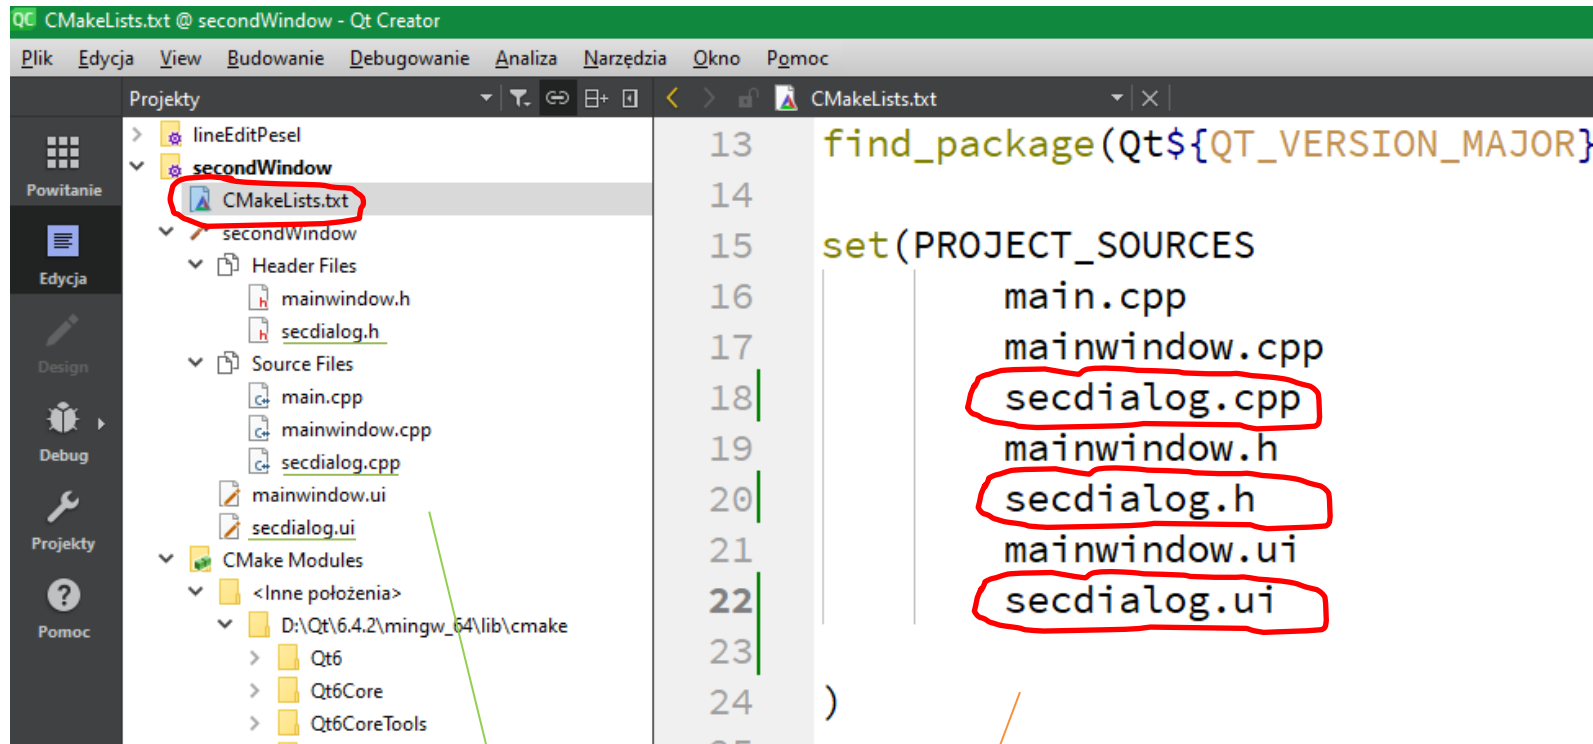 QC CMakeLists.txt @ secondWindow - Qt Creator
Plik Edycja View Budowanie Debugowanie Analiza Narzędzia Okno Pomoc
Projekty
CMakeLists.txt
Powitanie
Edycja
Design
Debug
Projekty
Pomoc
lineEditPesel
secondWindow
CMakeLists.txt
secondWindow
Header Files
mainwindow.h
secdialog.h
Source Files
main.cpp
mainwindow.cpp
secdialog.cpp
mainwindow.ui
secdialog.ui
CMake Modules
<Inne położenia>
D:\Qt\6.4.2\mingw_64\lib\cmake
Qt6
Qt6Core
Qt6CoreTools
13 find_package(Qt${QT_VERSION_MAJOR}
14
15 set(PROJECT_SOURCES
16 main.cpp
17 mainwindow.cpp
18 secdialog.cpp
19 mainwindow.h
20 secdialog.h
21 mainwindow.ui
22 secdialog.ui
23
24 )